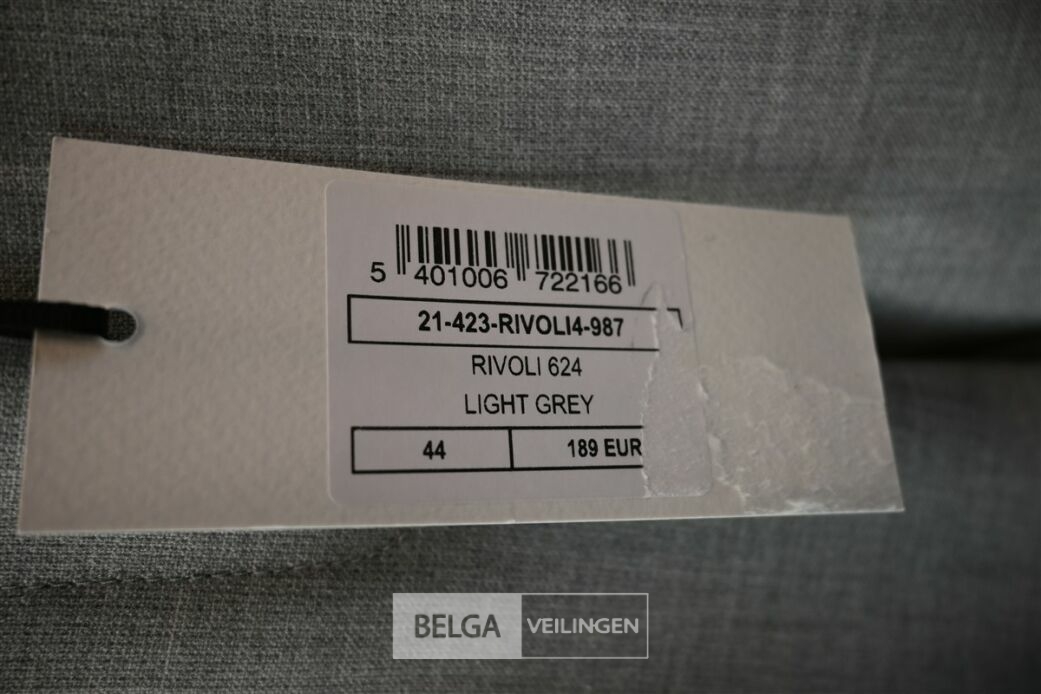 5 401006 722166
21-423-RIVOLI4-987
RIVOLI 624
LIGHT GREY
44 189 EUR
BELGA VEILINGEN